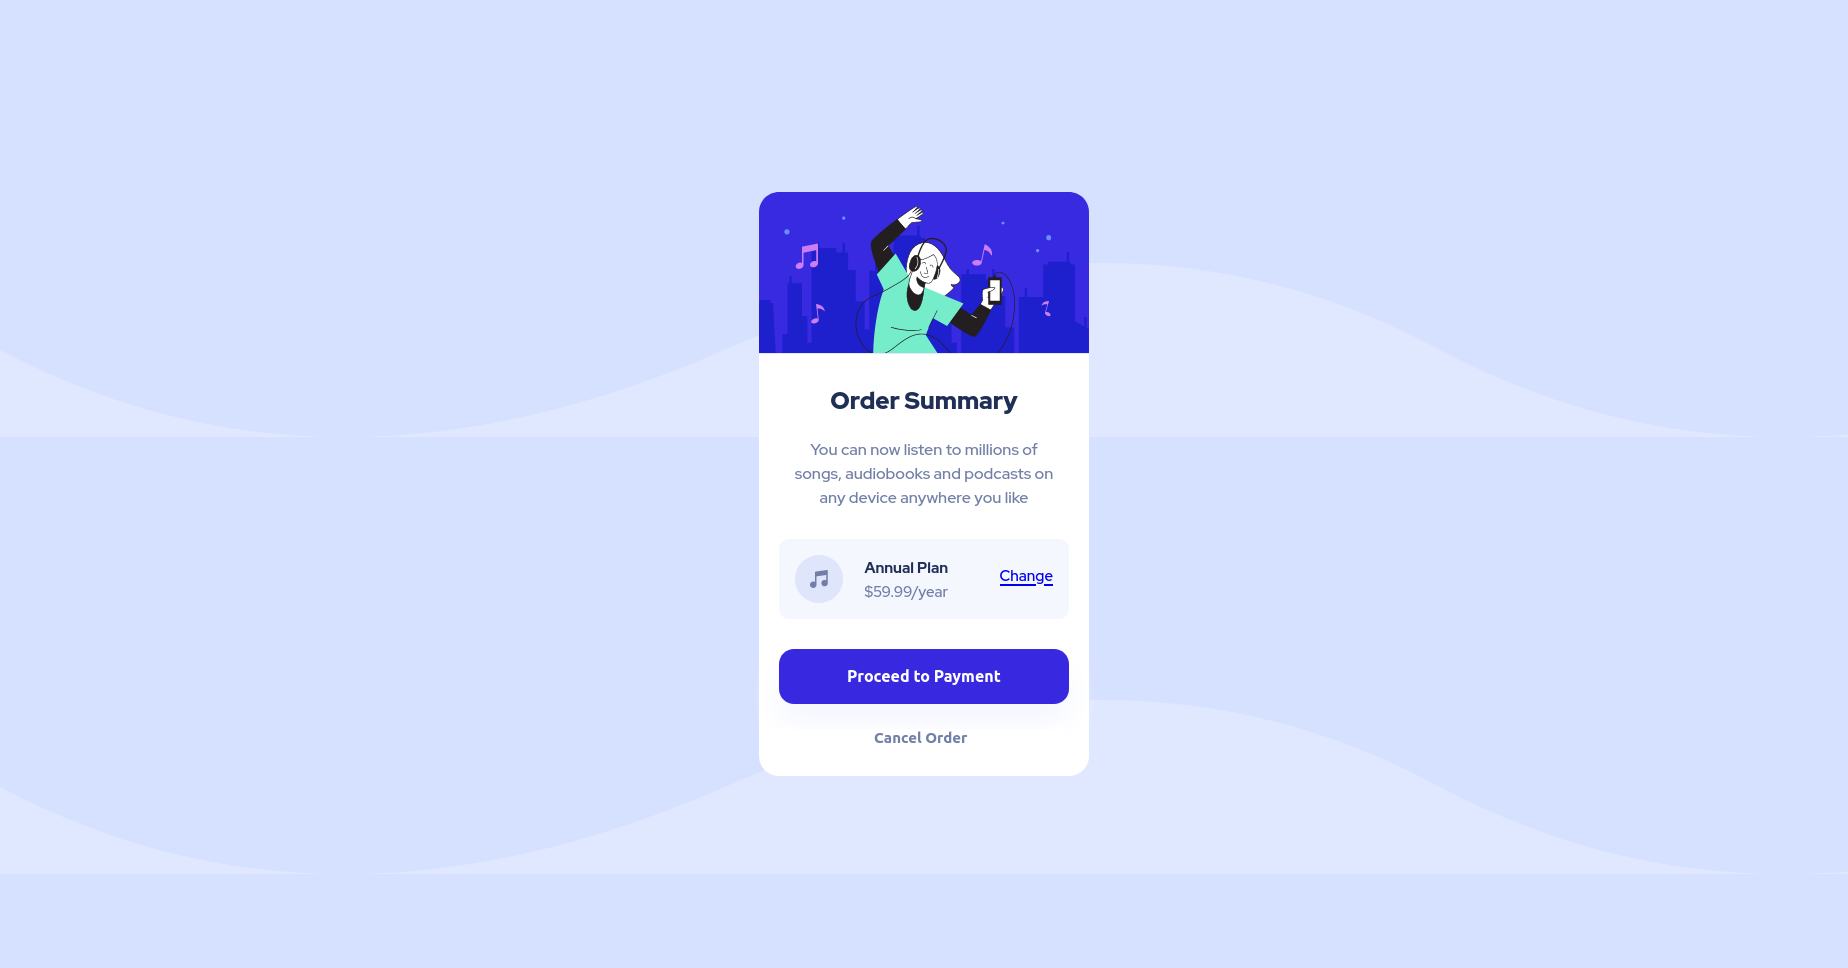 Order Summary
You can now listen to millions of
songs, audiobooks and podcasts on
any device anywhere you like
Annual Plan
$59.99/year
Change
Proceed to Payment
Cancel Order